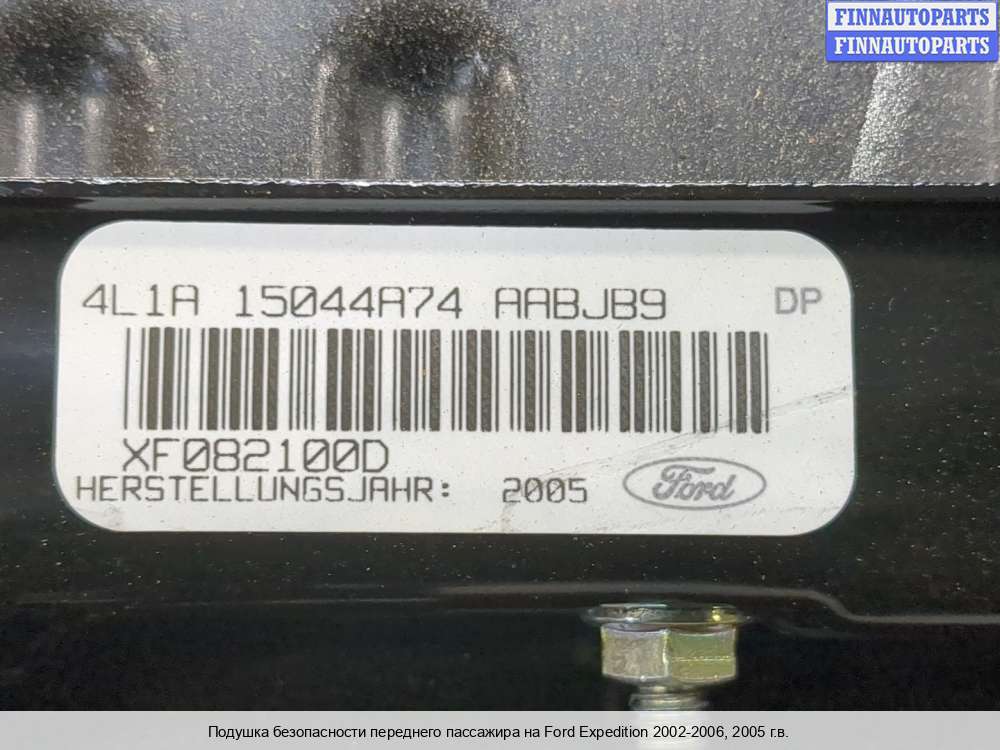 FINNAUTOPARTS
FINNAUTOPARTS
4L1A 15044A74 AABJB9 DP
XF082100D
HERSTELLUNGSJAHR: 2005 Ford
Подушка безопасности переднего пассажира на Ford Expedition 2002-2006, 2005 г.в.